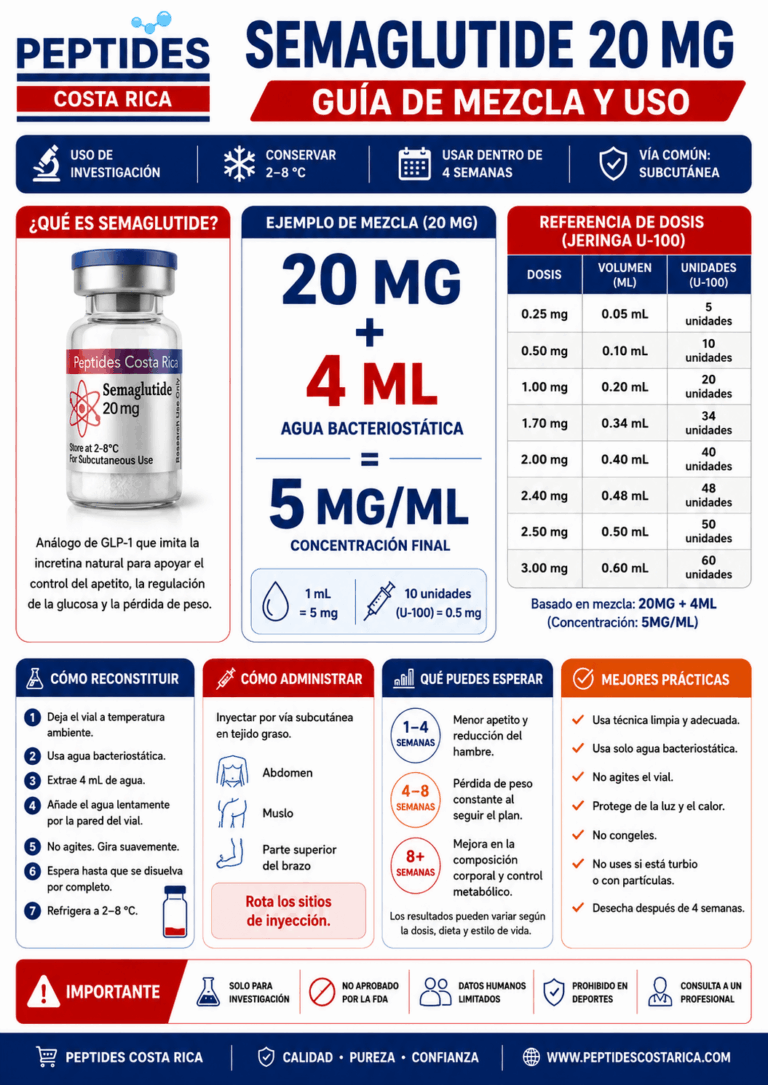 PEPTIDES
COSTA RICA
SEMAGLUTIDE 20 MG
GUÍA DE MEZCLA Y USO
USO DE
INVESTIGACIÓN
CONSERVAR
2–8 °C
USAR DENTRO DE
4 SEMANAS
VÍA COMÚN:
SUBCUTÁNEA
¿QUÉ ES SEMAGLUTIDE?
Peptides Costa Rica
Semaglutide
20 mg
Store at 2-8°C
For Subcutaneous Use
Research Use Only
Análogo de GLP-1 que imita la
incretina natural para apoyar el
control del apetito, la regulación
de la glucosa y la pérdida de peso.
EJEMPLO DE MEZCLA (20 MG)
20 MG
+
4 ML
AGUA BACTERIOSTÁTICA
=
5 MG/ML
CONCENTRACIÓN FINAL
1 mL
= 5 mg
10 unidades
(U-100) = 0.5 mg
REFERENCIA DE DOSIS
(JERINGA U-100)
DOSIS VOLUMEN (ML) UNIDADES (U-100)
0.25 mg 0.05 mL 5 unidades
0.50 mg 0.10 mL 10 unidades
1.00 mg 0.20 mL 20 unidades
1.70 mg 0.34 mL 34 unidades
2.00 mg 0.40 mL 40 unidades
2.40 mg 0.48 mL 48 unidades
2.50 mg 0.50 mL 50 unidades
3.00 mg 0.60 mL 60 unidades
Basado en mezcla: 20MG + 4ML
(Concentración: 5MG/ML)
CÓMO RECONSTITUIR
1 Deja el vial a temperatura
ambiente.
2 Usa agua bacteriostática.
3 Extrae 4 mL de agua.
4 Añade el agua lentamente
por la pared del vial.
5 No agites. Gira suavemente.
6 Espera hasta que se disuelva
por completo.
7 Refrigera a 2–8 °C.
CÓMO ADMINISTRAR
Inyectar por vía subcutánea
en tejido graso.
Abdomen
Muslo
Parte superior
del brazo
Rota los sitios
de inyección.
QUÉ PUEDES ESPERAR
1–4
SEMANAS
Menor apetito y
reducción del
hambre.
4–8
SEMANAS
Pérdida de peso
constante al
seguir el plan.
8+
SEMANAS
Mejora en la
composición
corporal y control
metabólico.
Los resultados pueden variar según
la dosis, dieta y estilo de vida.
MEJORES PRÁCTICAS
Usa técnica limpia y adecuada.
Usa solo agua bacteriostática.
No agites el vial.
Protege de la luz y el calor.
No congeles.
No uses si está turbio
o con partículas.
Desecha después de 4 semanas.
IMPORTANTE
SOLO PARA
INVESTIGACIÓN
NO APROBADO
POR LA FDA
DATOS HUMANOS
LIMITADOS
PROHIBIDO EN
DEPORTES
CONSULTA A UN
PROFESIONAL
PEPTIDES COSTA RICA
CALIDAD • PUREZA • CONFIANZA
WWW.PEPTIDESCOSTARICA.COM